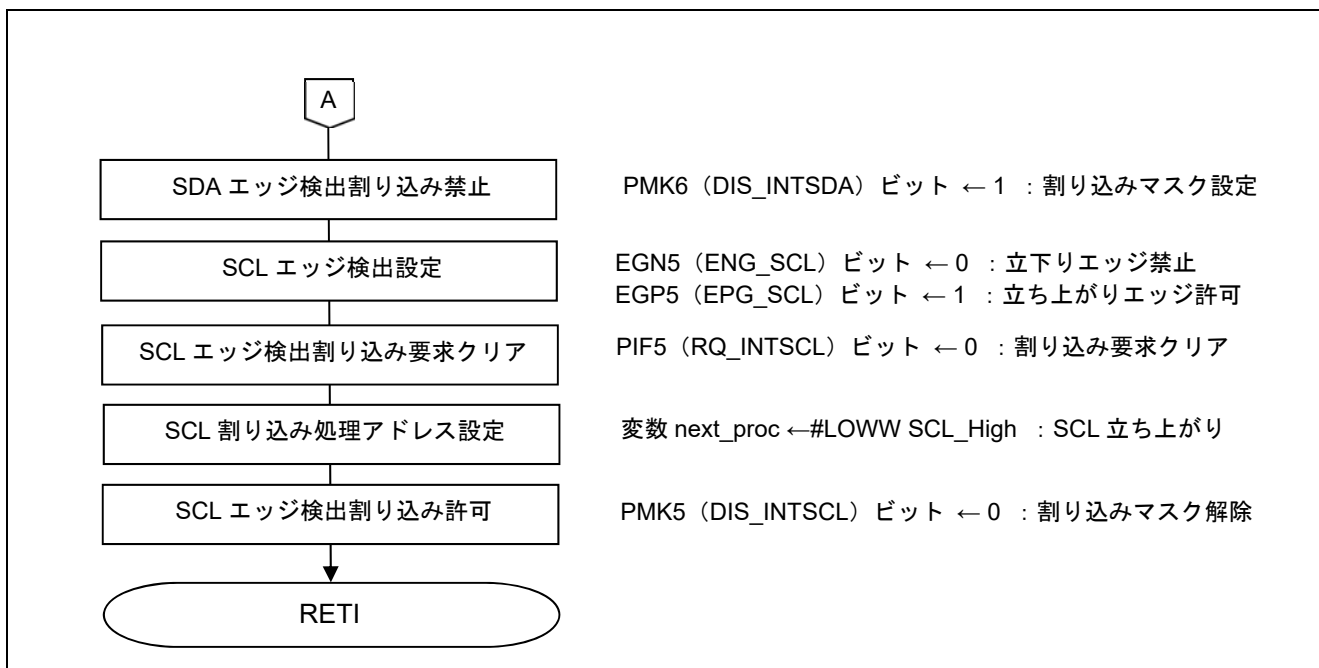 A
SDA エッジ検出割り込み禁止
PMK6（DIS_INTSDA）ビット ← 1 ：割り込みマスク設定
SCL エッジ検出設定
EGN5（ENG_SCL）ビット ← 0 ：立下りエッジ禁止
EGP5（EPG_SCL）ビット ← 1 ：立ち上がりエッジ許可
SCL エッジ検出割り込み要求クリア
PIF5（RQ_INTSCL）ビット ← 0 ：割り込み要求クリア
SCL 割り込み処理アドレス設定
変数 next_proc ←#LOWW SCL_High ：SCL 立ち上がり
SCL エッジ検出割り込み許可
PMK5（DIS_INTSCL）ビット ← 0 ：割り込みマスク解除
RETI